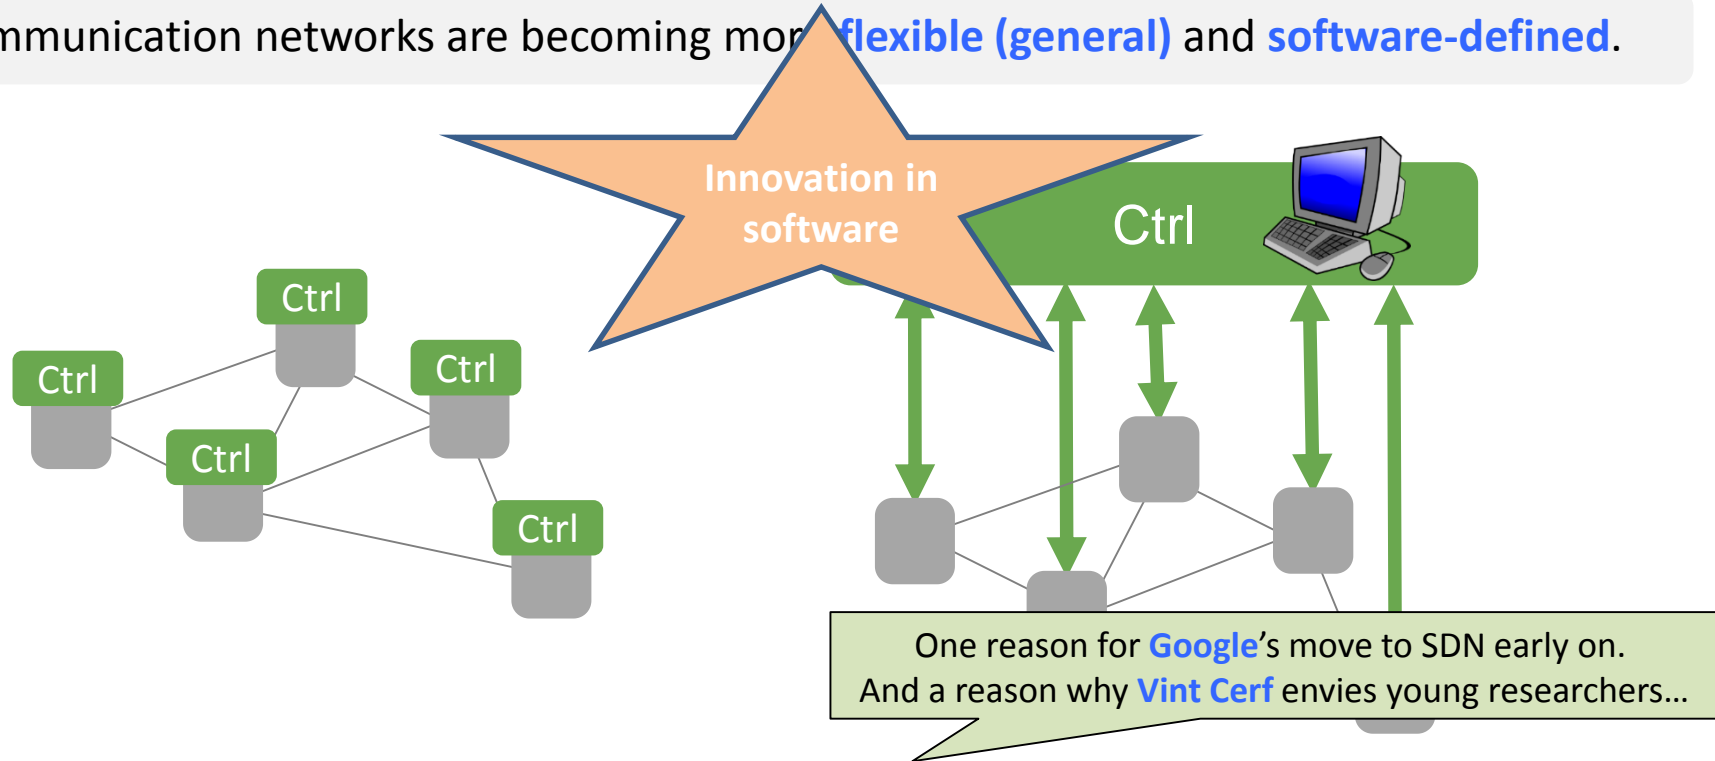 mmunication networks are becoming mor flexible (general) and software-defined.
Innovation in
software
Ctrl
Ctrl
Ctrl
Ctrl
Ctrl
Ctrl
One reason for Google's move to SDN early on.
And a reason why Vint Cerf envies young researchers…